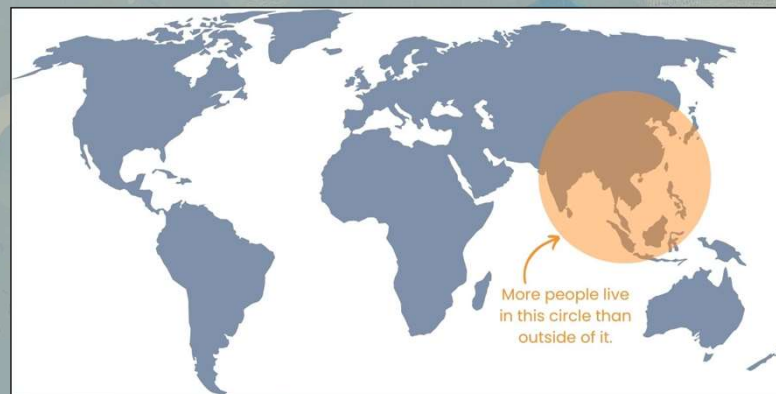 More people live
in this circle than
outside of it.